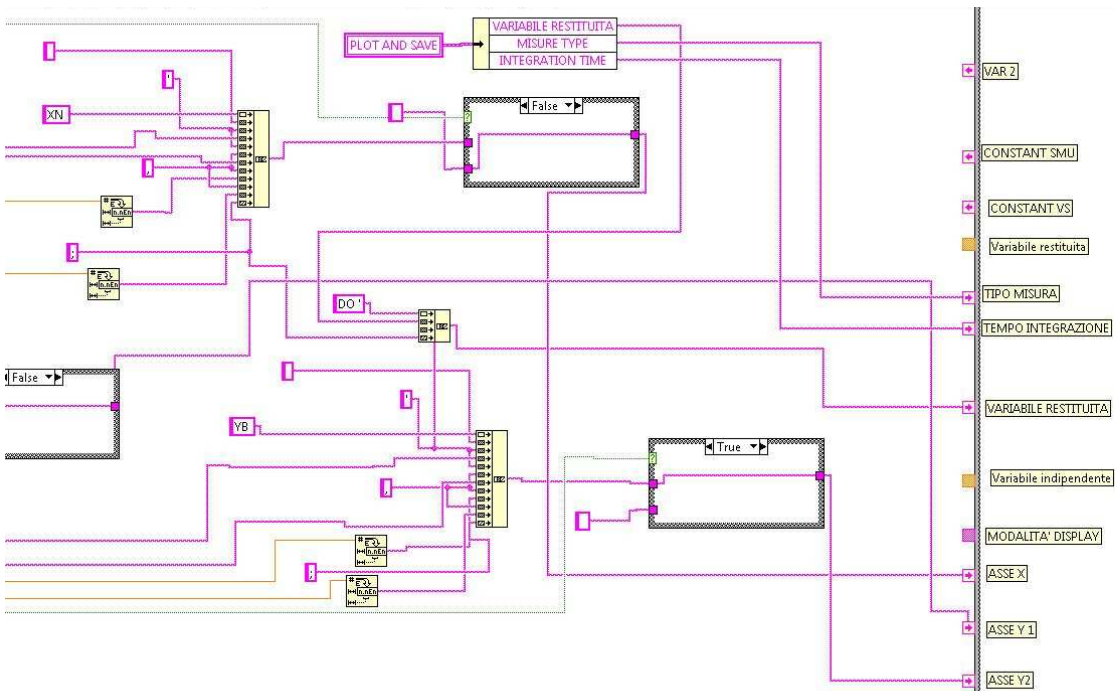 VARIABILE RESTITUITA
PLOT AND SAVE
MISURE TYPE
INTEGRATION TIME
VAR 2
'
False
XN
,
CONSTANT SMU
CONSTANT VS
;
Variabile restituita
TIPO MISURA
DO '
TEMPO INTEGRAZIONE
False
'
VARIABILE RESTITUITA
YB
True
,
Variabile indipendente
MODALITA' DISPLAY
;
ASSE X
ASSE Y 1
ASSE Y2